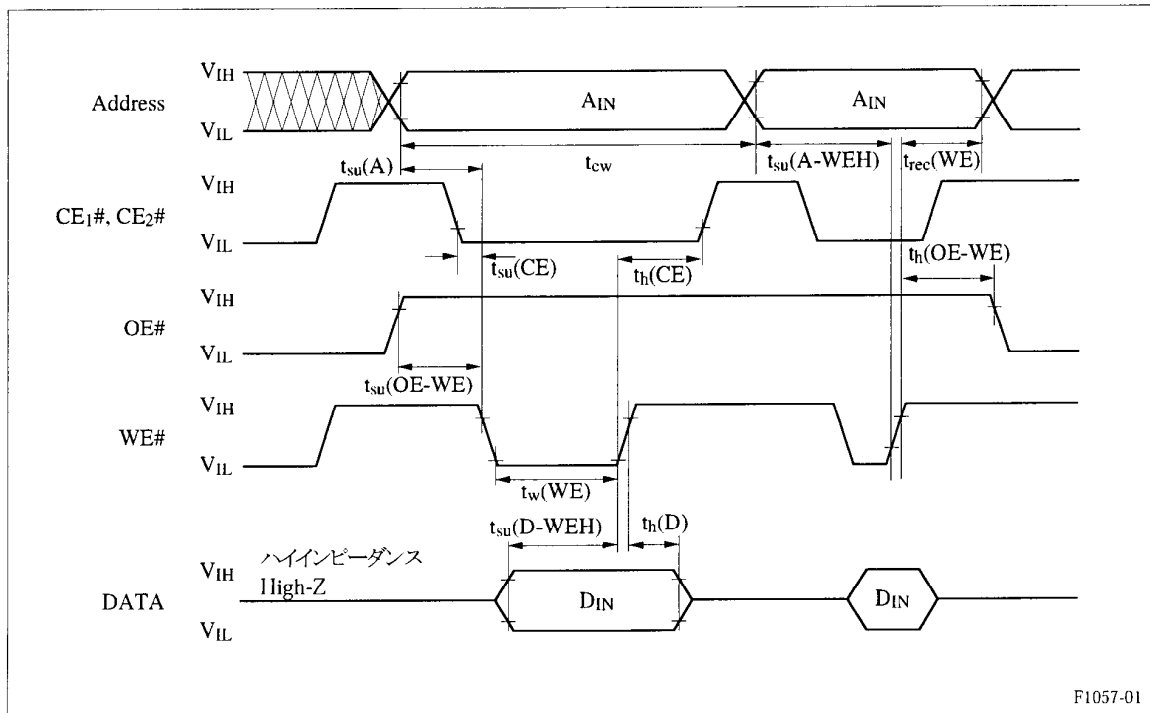 VIH
Address
AIN
AIN
VIL
tcw
tsu(A-WEH)
trec(WE)
tsu(A)
VIH
CE1#, CE2#
VIL
tsu(CE)
th(CE)
th(OE-WE)
VIH
OE#
VIL
tsu(OE-WE)
VIH
WE#
VIL
tw(WE)
tsu(D-WEH)
th(D)
ハイインピーダンス
VIH
High-Z
DATA
DIN
DIN
VIL
F1057-01